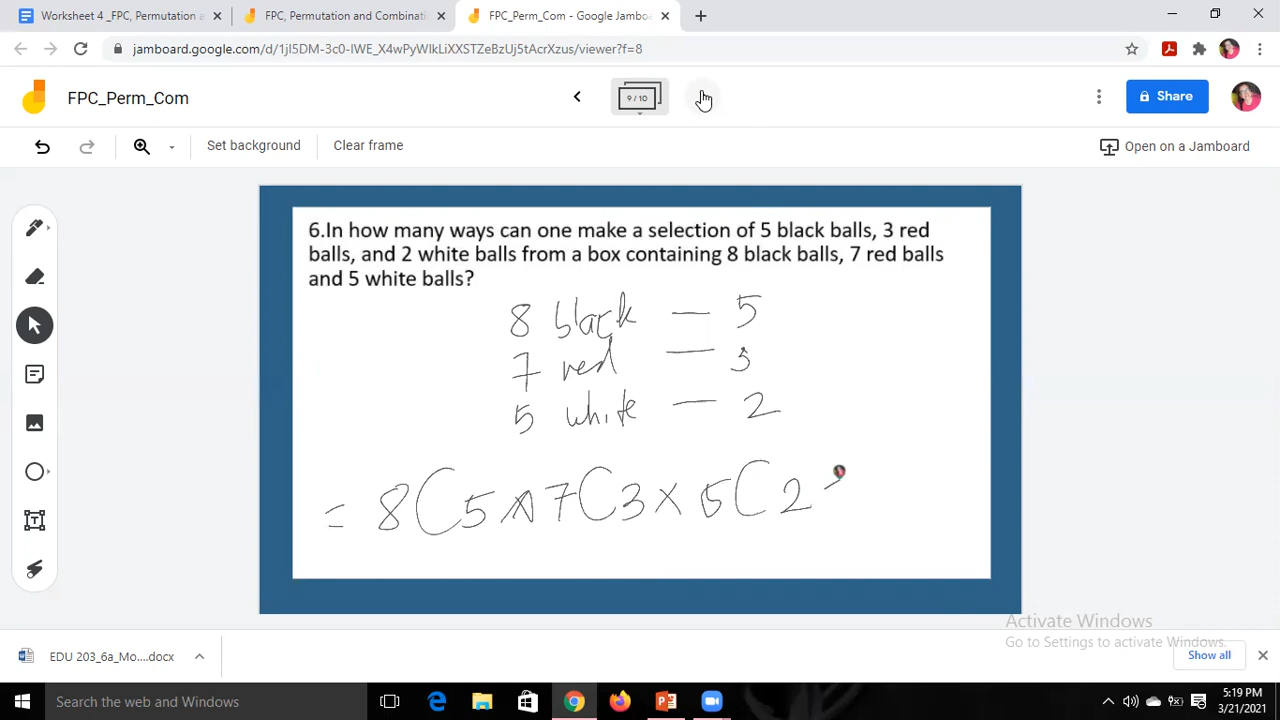 Worksheet 4 _FPC, Permutation a
FPC, Permutation and Combinati
FPC_Perm_Com - Google Jamboa
jamboard.google.com/d/1jI5DM-3c0-IWE_X4wPyWIkLiXXSTZeBzUj5tAcrXzus/viewer?f=8
FPC_Perm_Com
9 / 10
Share
Set background
Clear frame
Open on a Jamboard
6.In how many ways can one make a selection of 5 black balls, 3 red
balls, and 2 white balls from a box containing 8 black balls, 7 red balls
and 5 white balls?
8 black — 5
7 red — 3
5 white — 2
= 8C5 x 7C3 x 5C2
Activate Windows
Go to Settings to activate Windows.
EDU 203_6a_Mo....docx
Show all
Search the web and Windows
5:19 PM
3/21/2021